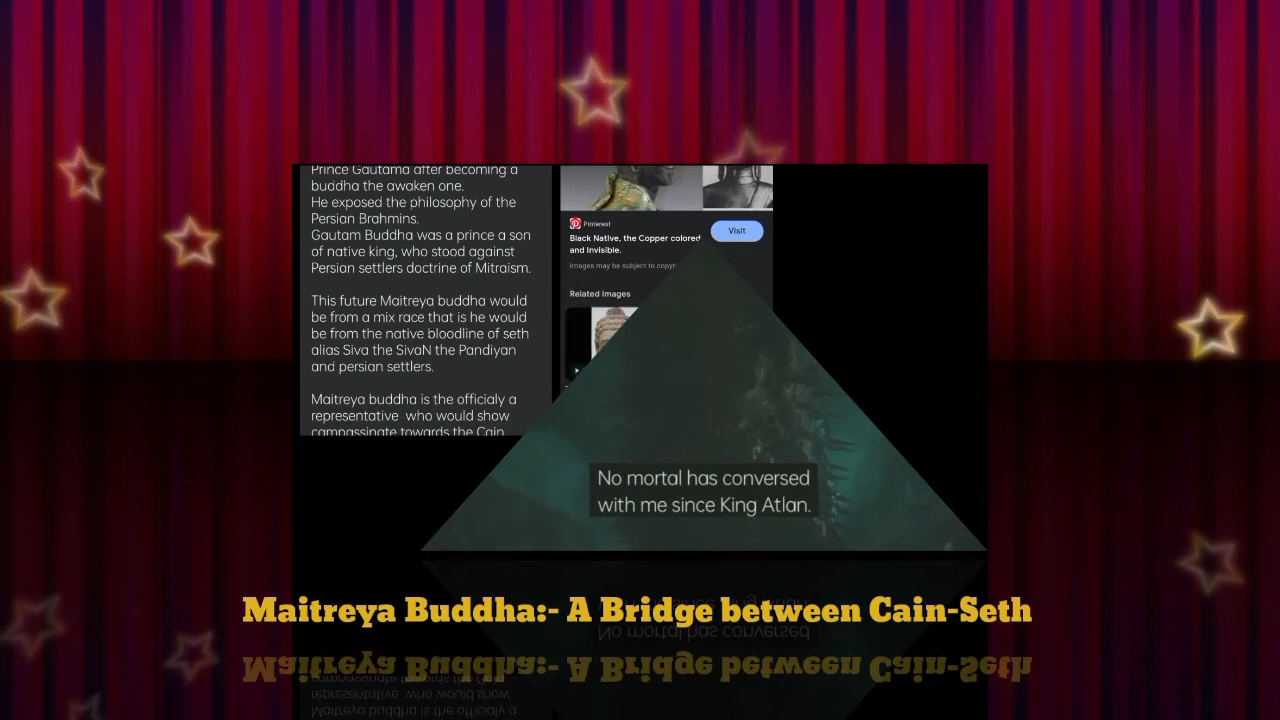 Prince Gautama after becoming a
buddha the awaken one.
He exposed the philosophy of the
Persian Brahmins.
Gautam Buddha was a prince a son
of native king, who stood against
Persian settlers doctrine of Mitraism.
This future Maitreya buddha would
be from a mix race that is he would
be from the native bloodline of seth
alias Siva the SivaN the Pandiyan
and persian settlers.
Maitreya buddha is the officialy a
representative who would show
campassinate towards the Cain
Pinterest
Visit
Black Native, the Copper colored
and Invisible.
Images may be subject to
Related Images
No mortal has conversed
with me since King Atlan.
Maitreya Buddha:- A Bridge between Cain-Seth